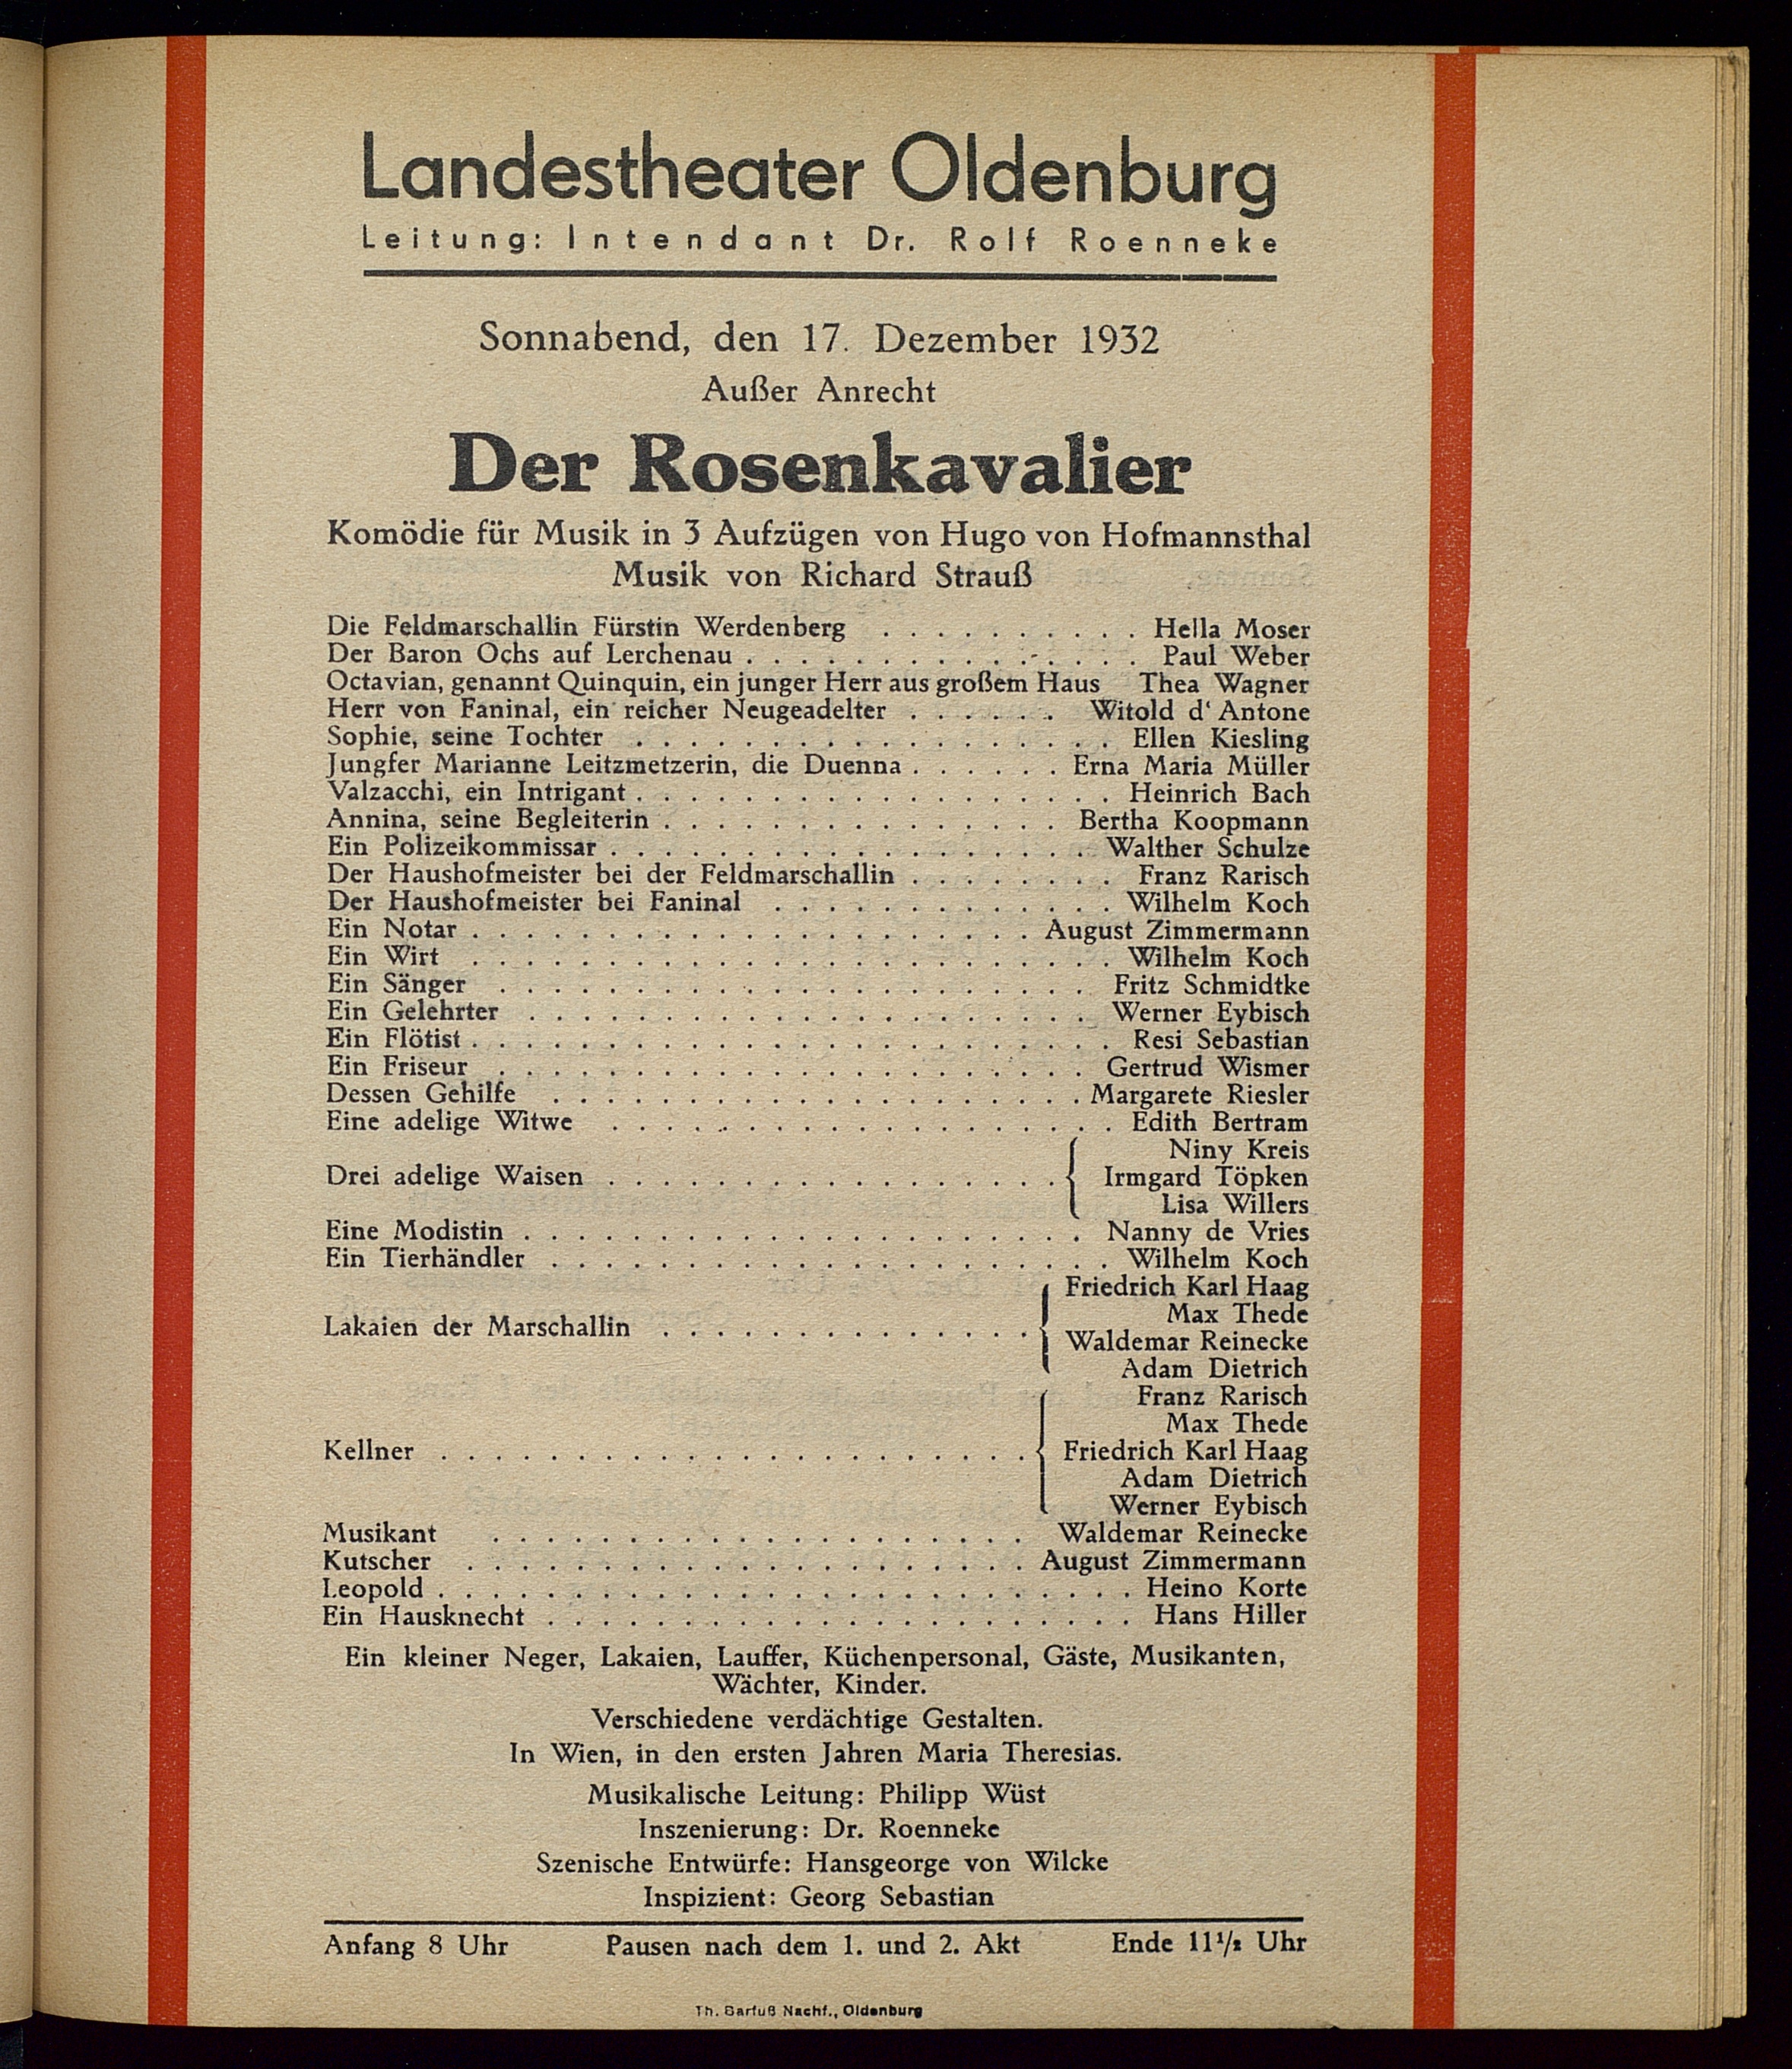 Landestheater Oldenburg
Leitung: Intendant Dr. Rolf Roenneke
Sonnabend, den 17. Dezember 1932
Außer Anrecht
Der Rosenkavalier
Komödie für Musik in 3 Aufzügen von Hugo von Hofmannsthal
Musik von Richard Strauß
Die Feldmarschallin Fürstin Werdenberg . . . . . . . . . . Hella Moser
Der Baron Ochs auf Lerchenau . . . . . . . . . . . . . . . Paul Weber
Octavian, genannt Quinquin, ein junger Herr aus großem Haus Thea Wagner
Herr von Faninal, ein reicher Neugeadelter . . . . . . Witold d' Antone
Sophie, seine Tochter . . . . . . . . . . . . . . . . . . Ellen Kiesling
Jungfer Marianne Leitzmetzerin, die Duenna . . . . . . Erna Maria Müller
Valzacchi, ein Intrigant . . . . . . . . . . . . . . . . . . Heinrich Bach
Annina, seine Begleiterin . . . . . . . . . . . . . . . Bertha Koopmann
Ein Polizeikommissar . . . . . . . . . . . . . . . . . . Walther Schulze
Der Haushofmeister bei der Feldmarschallin . . . . . . . . Franz Rarisch
Der Haushofmeister bei Faninal . . . . . . . . . . . . . Wilhelm Koch
Ein Notar . . . . . . . . . . . . . . . . . . . . . August Zimmermann
Ein Wirt . . . . . . . . . . . . . . . . . . . . . . . . Wilhelm Koch
Ein Sänger . . . . . . . . . . . . . . . . . . . . . . Fritz Schmidtke
Ein Gelehrter . . . . . . . . . . . . . . . . . . . . . Werner Eybisch
Ein Flötist . . . . . . . . . . . . . . . . . . . . . . . . Resi Sebastian
Ein Friseur . . . . . . . . . . . . . . . . . . . . . . Gertrud Wismer
Dessen Gehilfe . . . . . . . . . . . . . . . . . . . . Margarete Riesler
Eine adelige Witwe . . . . . . . . . . . . . . . . . . . Edith Bertram
Niny Kreis
Drei adelige Waisen . . . . . . . . . . . . . . . . . { Irmgard Töpken
Lisa Willers
Eine Modistin . . . . . . . . . . . . . . . . . . . . . Nanny de Vries
Ein Tierhändler . . . . . . . . . . . . . . . . . . . . . Wilhelm Koch
Friedrich Karl Haag
Max Thede
Lakaien der Marschallin . . . . . . . . . . . . . . { Waldemar Reinecke
Adam Dietrich
Franz Rarisch
Max Thede
Kellner . . . . . . . . . . . . . . . . . . . . . . { Friedrich Karl Haag
Adam Dietrich
Werner Eybisch
Musikant . . . . . . . . . . . . . . . . . . . . Waldemar Reinecke
Kutscher . . . . . . . . . . . . . . . . . . . . . August Zimmermann
Leopold . . . . . . . . . . . . . . . . . . . . . . . . . . Heino Korte
Ein Hausknecht . . . . . . . . . . . . . . . . . . . . . . Hans Hiller
Ein kleiner Neger, Lakaien, Lauffer, Küchenpersonal, Gäste, Musikanten,
Wächter, Kinder.
Verschiedene verdächtige Gestalten.
In Wien, in den ersten Jahren Maria Theresias.
Musikalische Leitung: Philipp Wüst
Inszenierung: Dr. Roenneke
Szenische Entwürfe: Hansgeorge von Wilcke
Inspizient: Georg Sebastian
Anfang 8 Uhr Pausen nach dem 1. und 2. Akt Ende 11½ Uhr
Th. Barfuß Nachf., Oldenburg